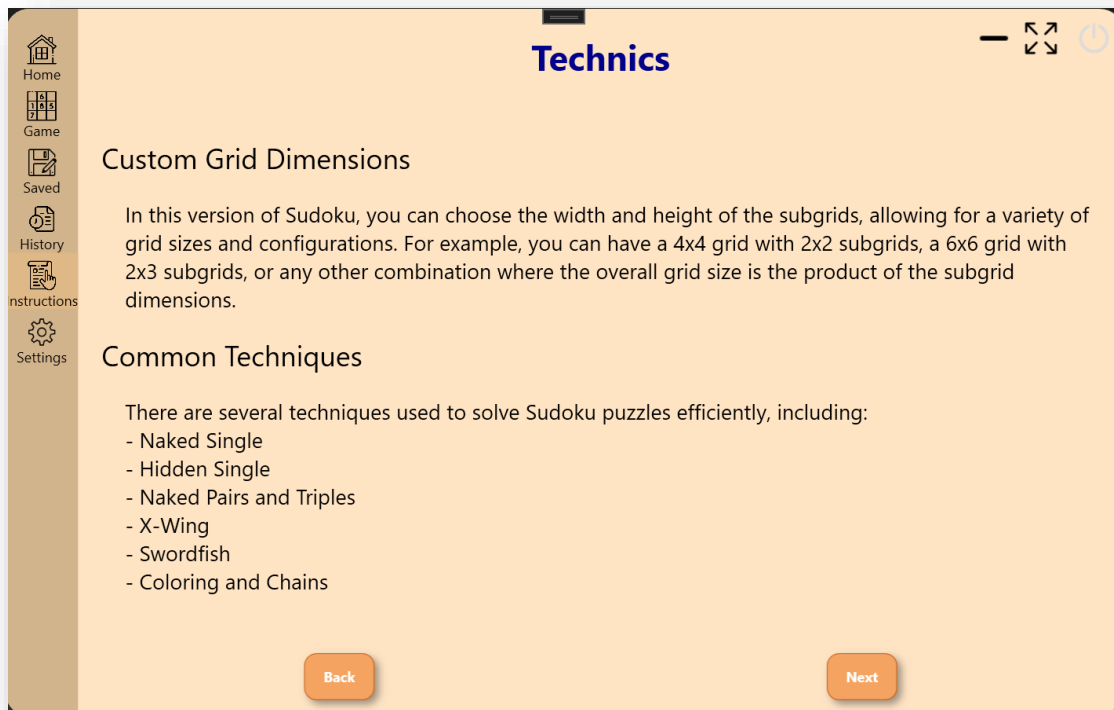 Technics
Home
Game
Saved
History
nstructions
Settings
Custom Grid Dimensions
In this version of Sudoku, you can choose the width and height of the subgrids, allowing for a variety of
grid sizes and configurations. For example, you can have a 4x4 grid with 2x2 subgrids, a 6x6 grid with
2x3 subgrids, or any other combination where the overall grid size is the product of the subgrid
dimensions.
Common Techniques
There are several techniques used to solve Sudoku puzzles efficiently, including:
- Naked Single
- Hidden Single
- Naked Pairs and Triples
- X-Wing
- Swordfish
- Coloring and Chains
Back
Next